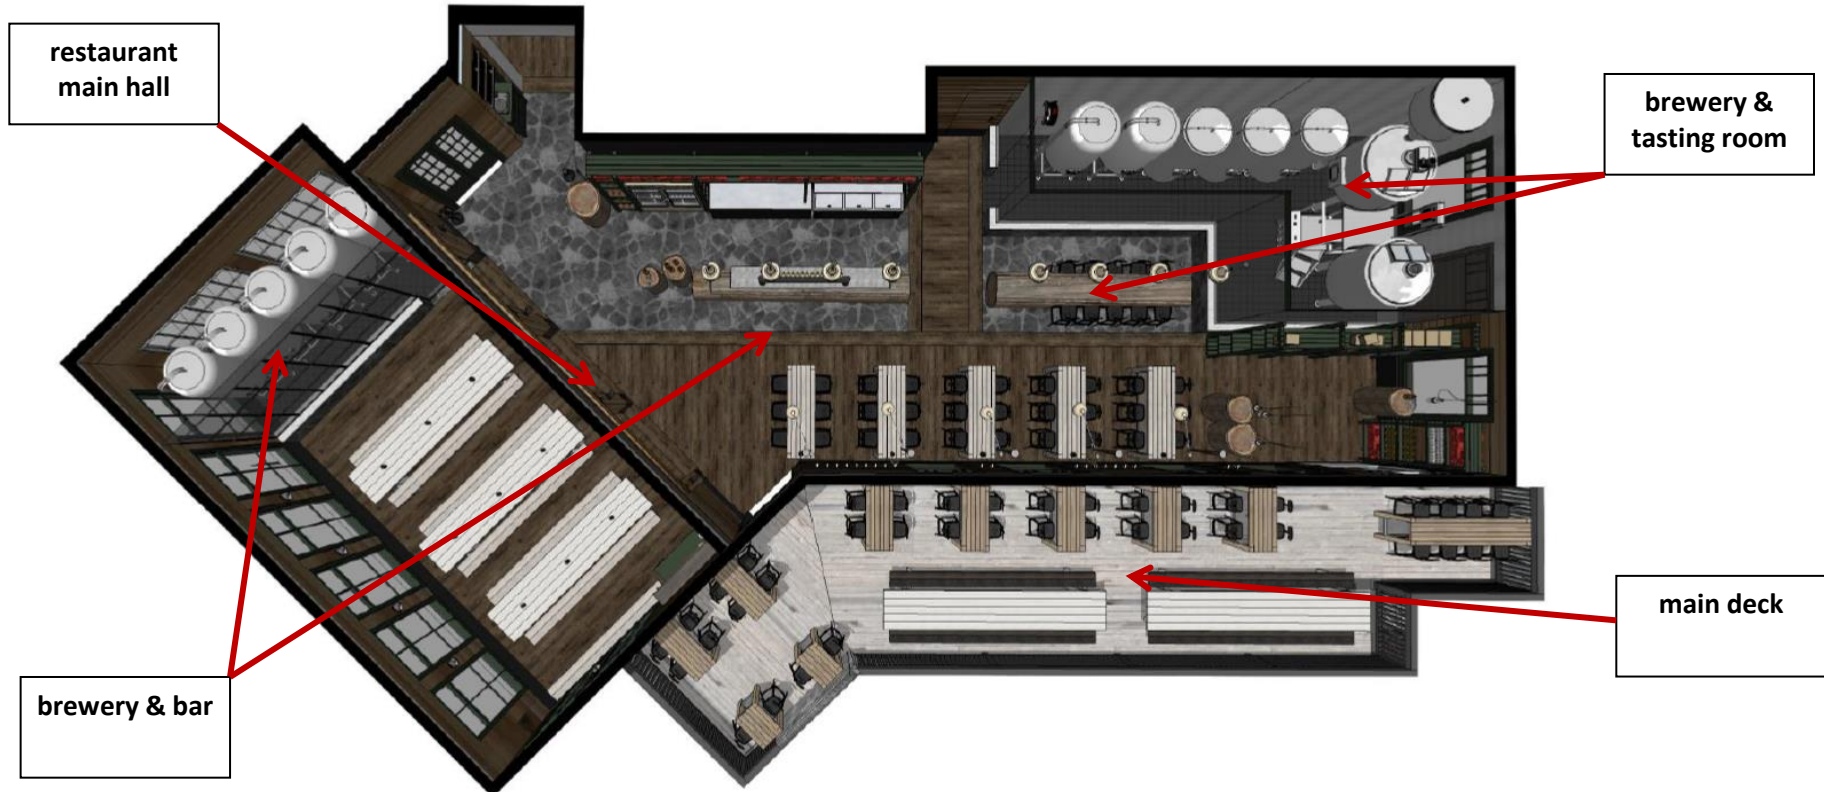 restaurant
main hall
brewery &
tasting room
main deck
brewery & bar